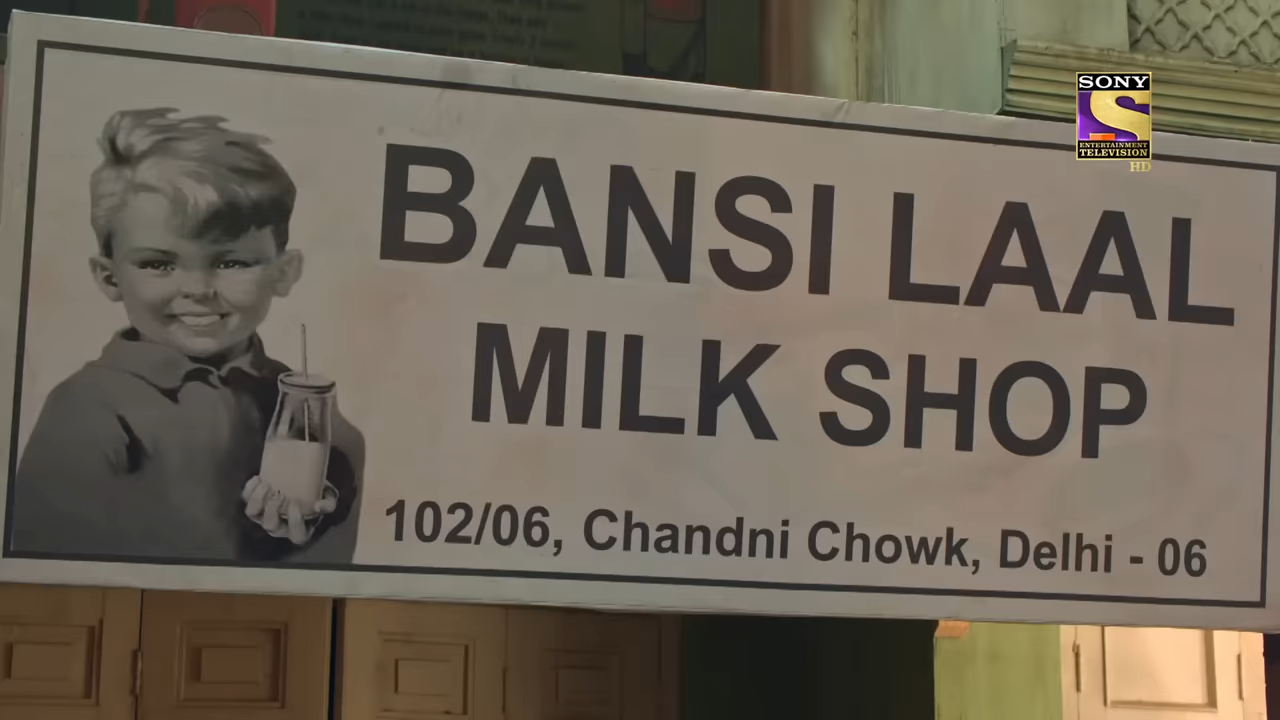 SONY
ENTERTAINMENT
TELEVISION
HD
BANSI LAAL
MILK SHOP
102/06, Chandni Chowk, Delhi - 06